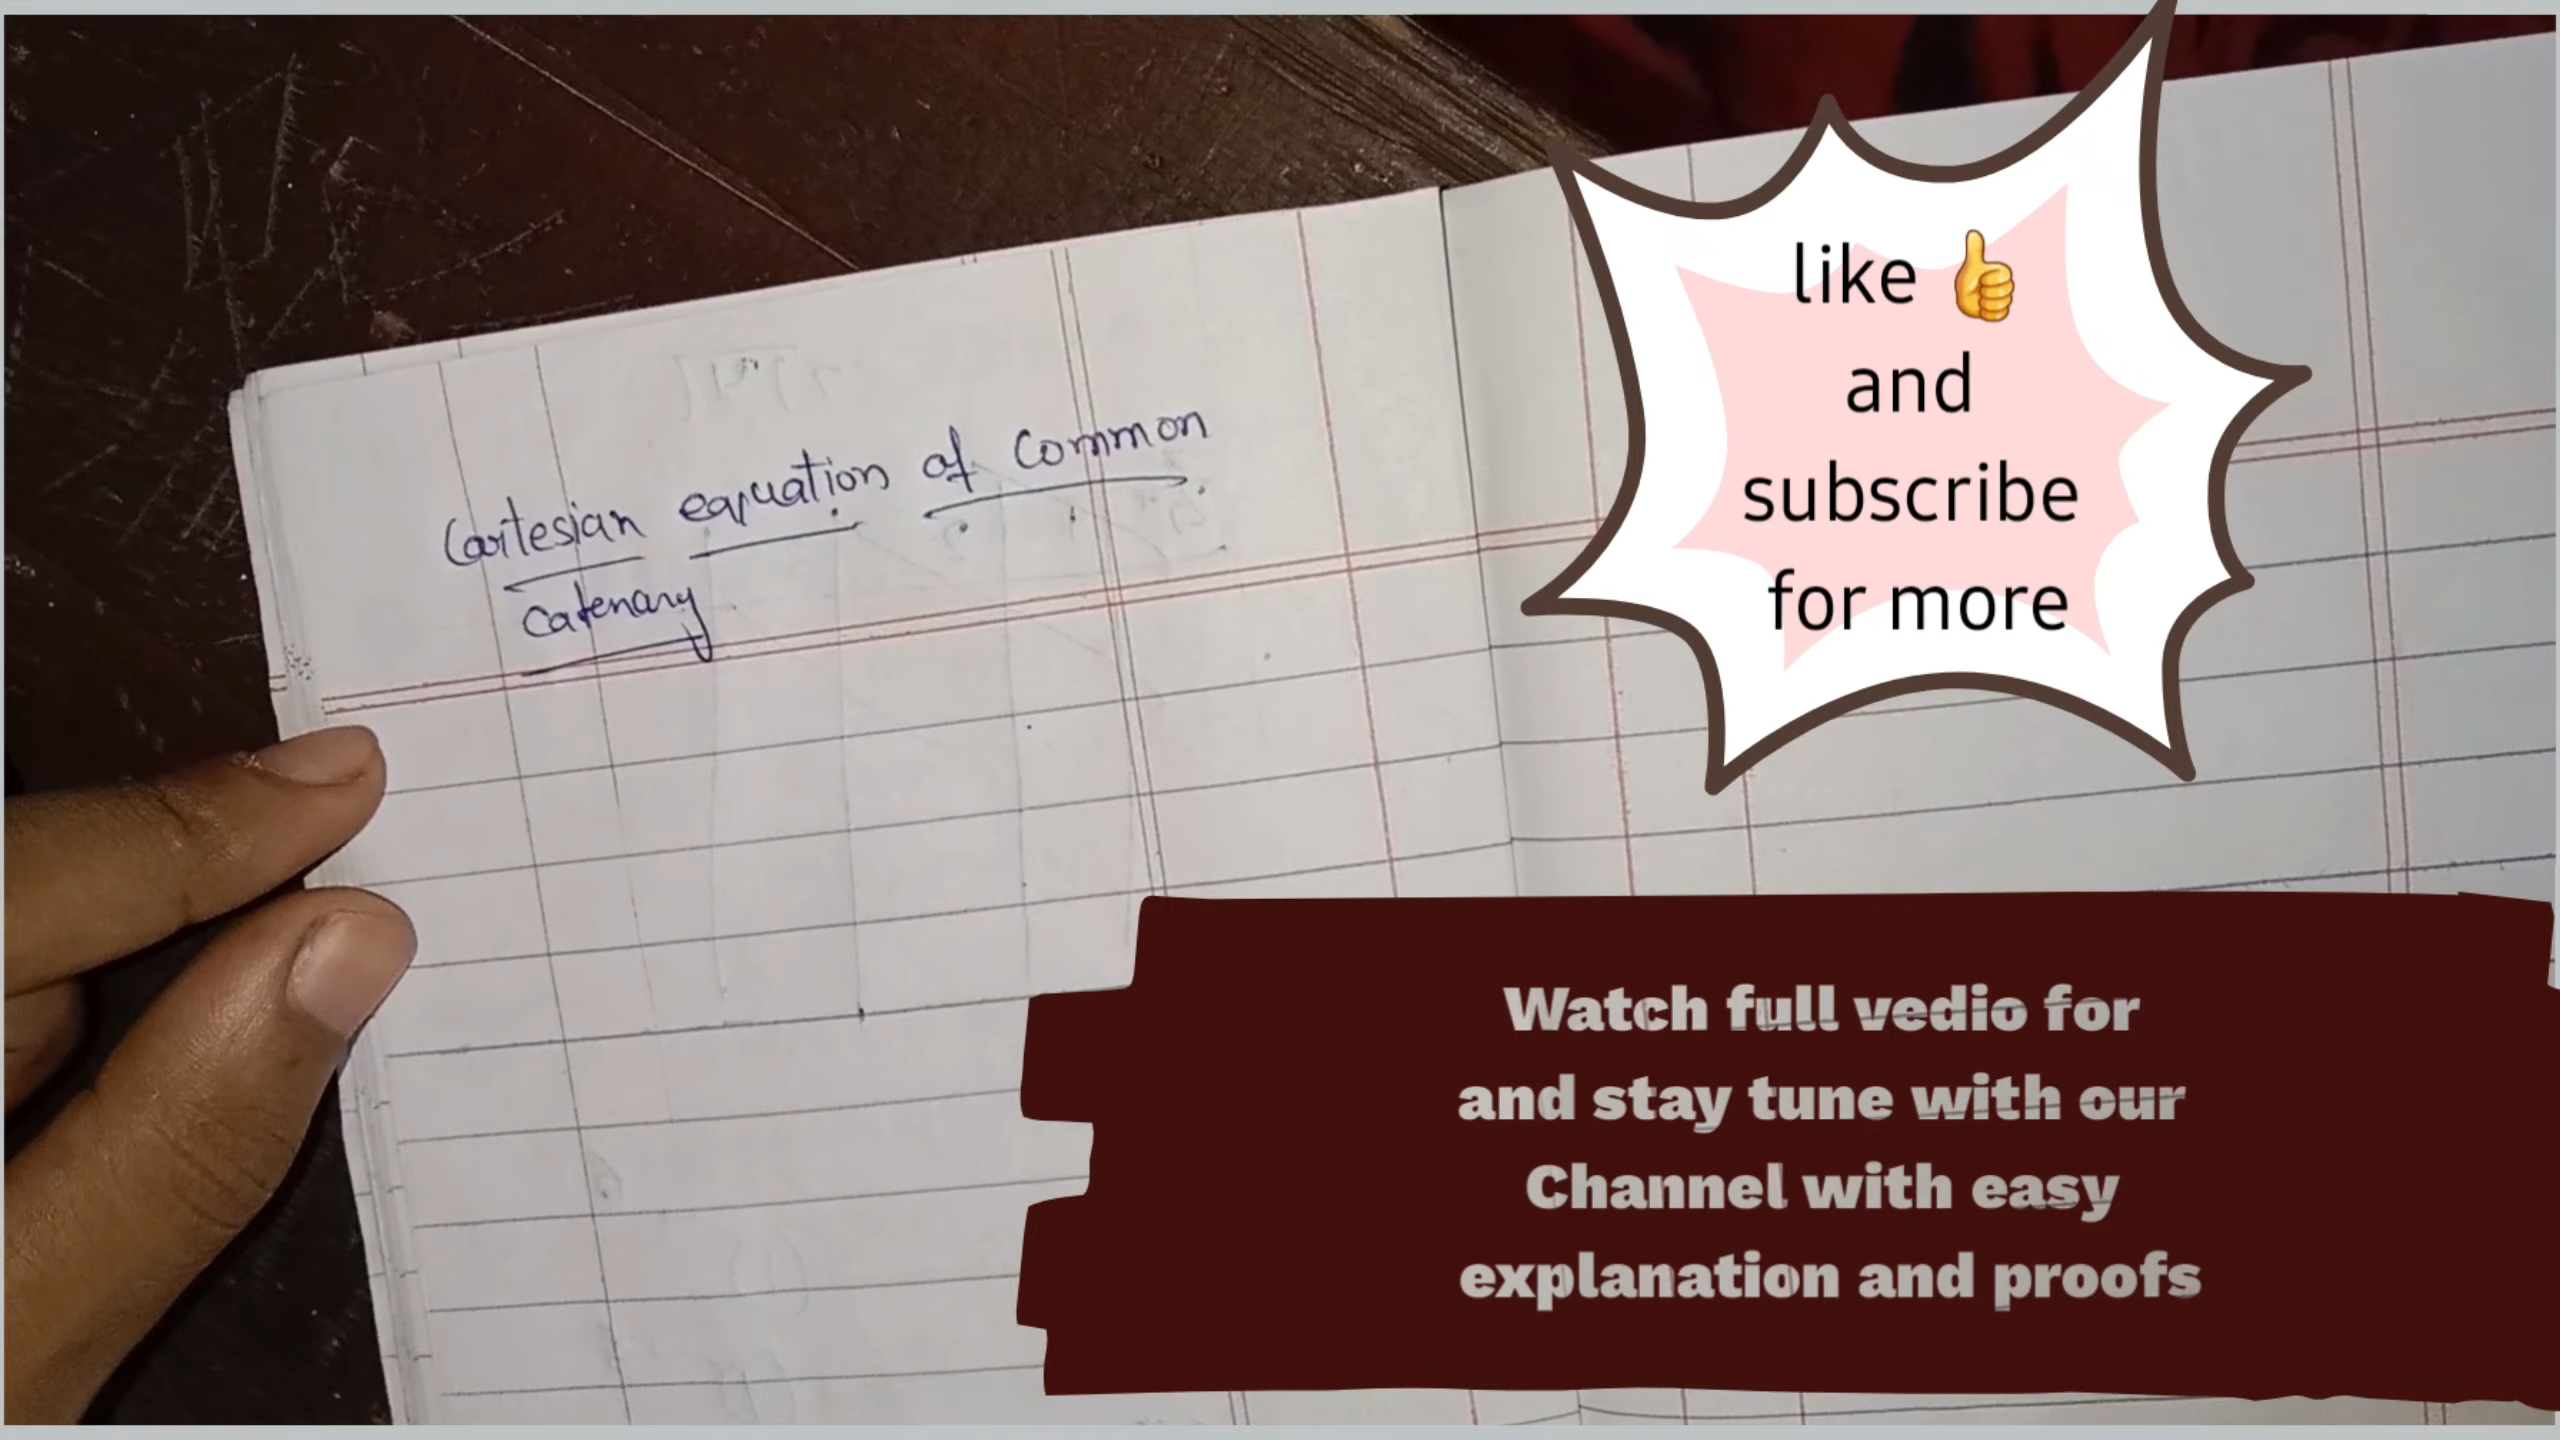 Cartesian equation of Common
catenary
like 👍
and
subscribe
for more
Watch full vedio for
and stay tune with our
Channel with easy
explanation and proofs